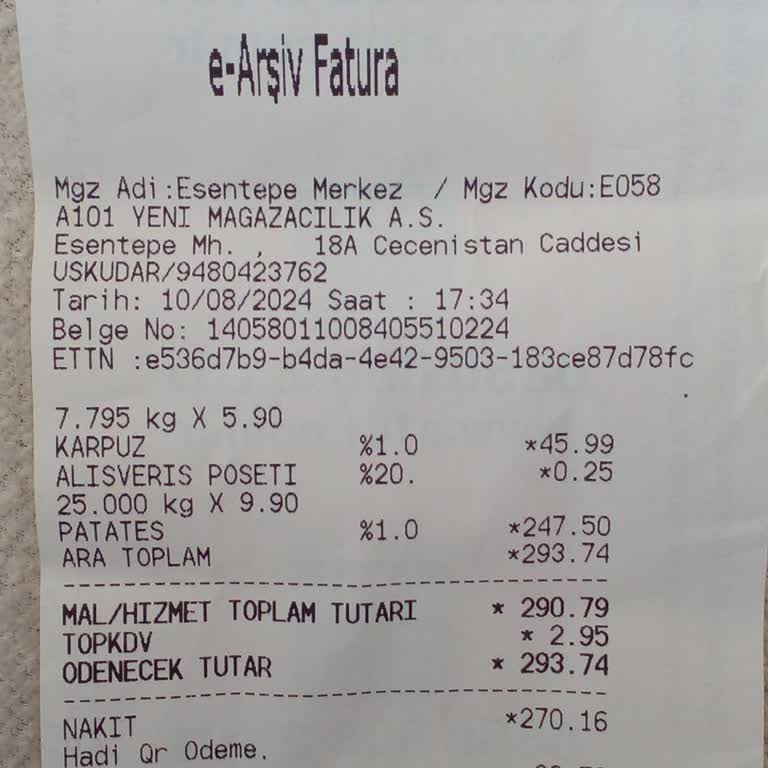 e-Arşiv Fatura
Mgz Adi :Esentepe Merkez / Mgz Kodu:E058
A101 YENI MAGAZACILIK A.S.
Esentepe Mh. , 18A Cecenistan Caddesi
USKUDAR/9480423762
Tarih: 10/08/2024 Saat : 17:34
Belge No: 14058011008405510224
ETTN :e536d7b9-b4da-4e42-9503-183ce87d78fc
7.795 kg X 5.90
KARPUZ %1.0 *45.99
ALISVERIS POSETI %20. *0.25
25.000 kg X 9.90
PATATES %1.0 *247.50
ARA TOPLAM *293.74
MAL/HIZMET TOPLAM TUTARI * 290.79
TOPKDV * 2.95
ODENECEK TUTAR * 293.74
NAKIT *270.16
Hadi Qr Odeme.